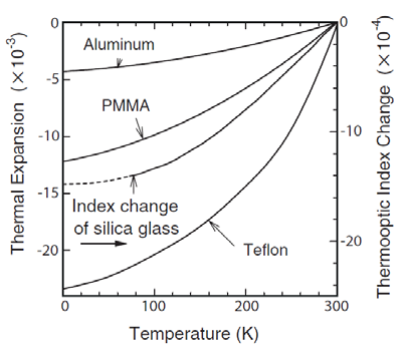 Thermal Expansion (×10⁻³)
0
-5
-10
-15
-20
Aluminum
PMMA
Index change
of silica glass
Teflon
0
-10
-20
Thermooptic Index Change (×10⁻⁴)
0
100
200
300
Temperature (K)